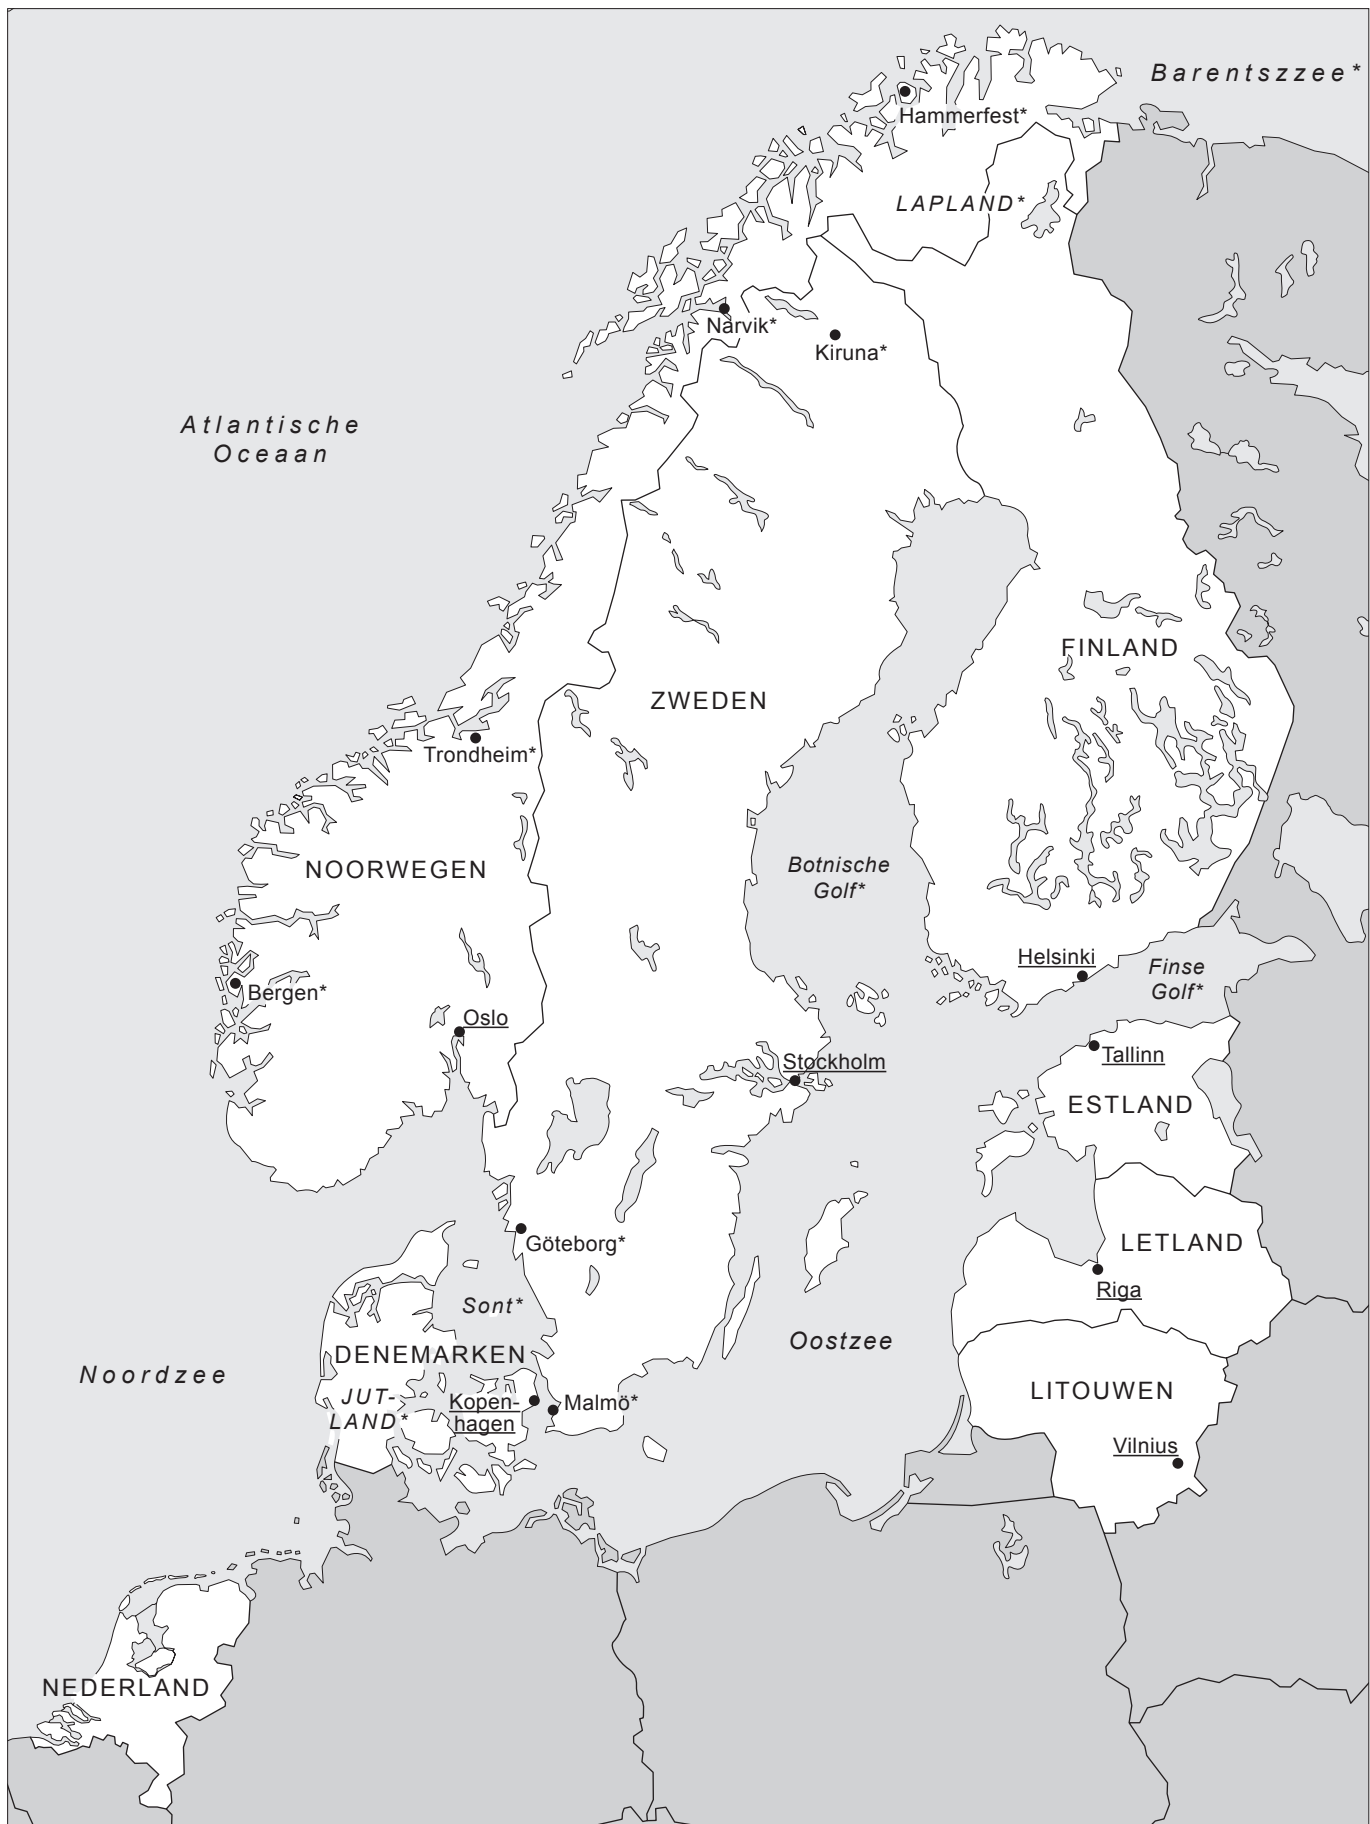 Barentszzee*
Hammerfest*
LAPLAND*
Narvik*
Kiruna*
Atlantische
Oceaan
FINLAND
ZWEDEN
Trondheim*
NOORWEGEN
Botnische
Golf*
Helsinki
Finse
Golf*
Bergen*
Oslo
Stockholm
Tallinn
ESTLAND
Göteborg*
LETLAND
Riga
Sont*
Oostzee
DENEMARKEN
Noordzee
JUT-
LAND*
Kopen-
hagen
Malmö*
LITOUWEN
Vilnius
NEDERLAND